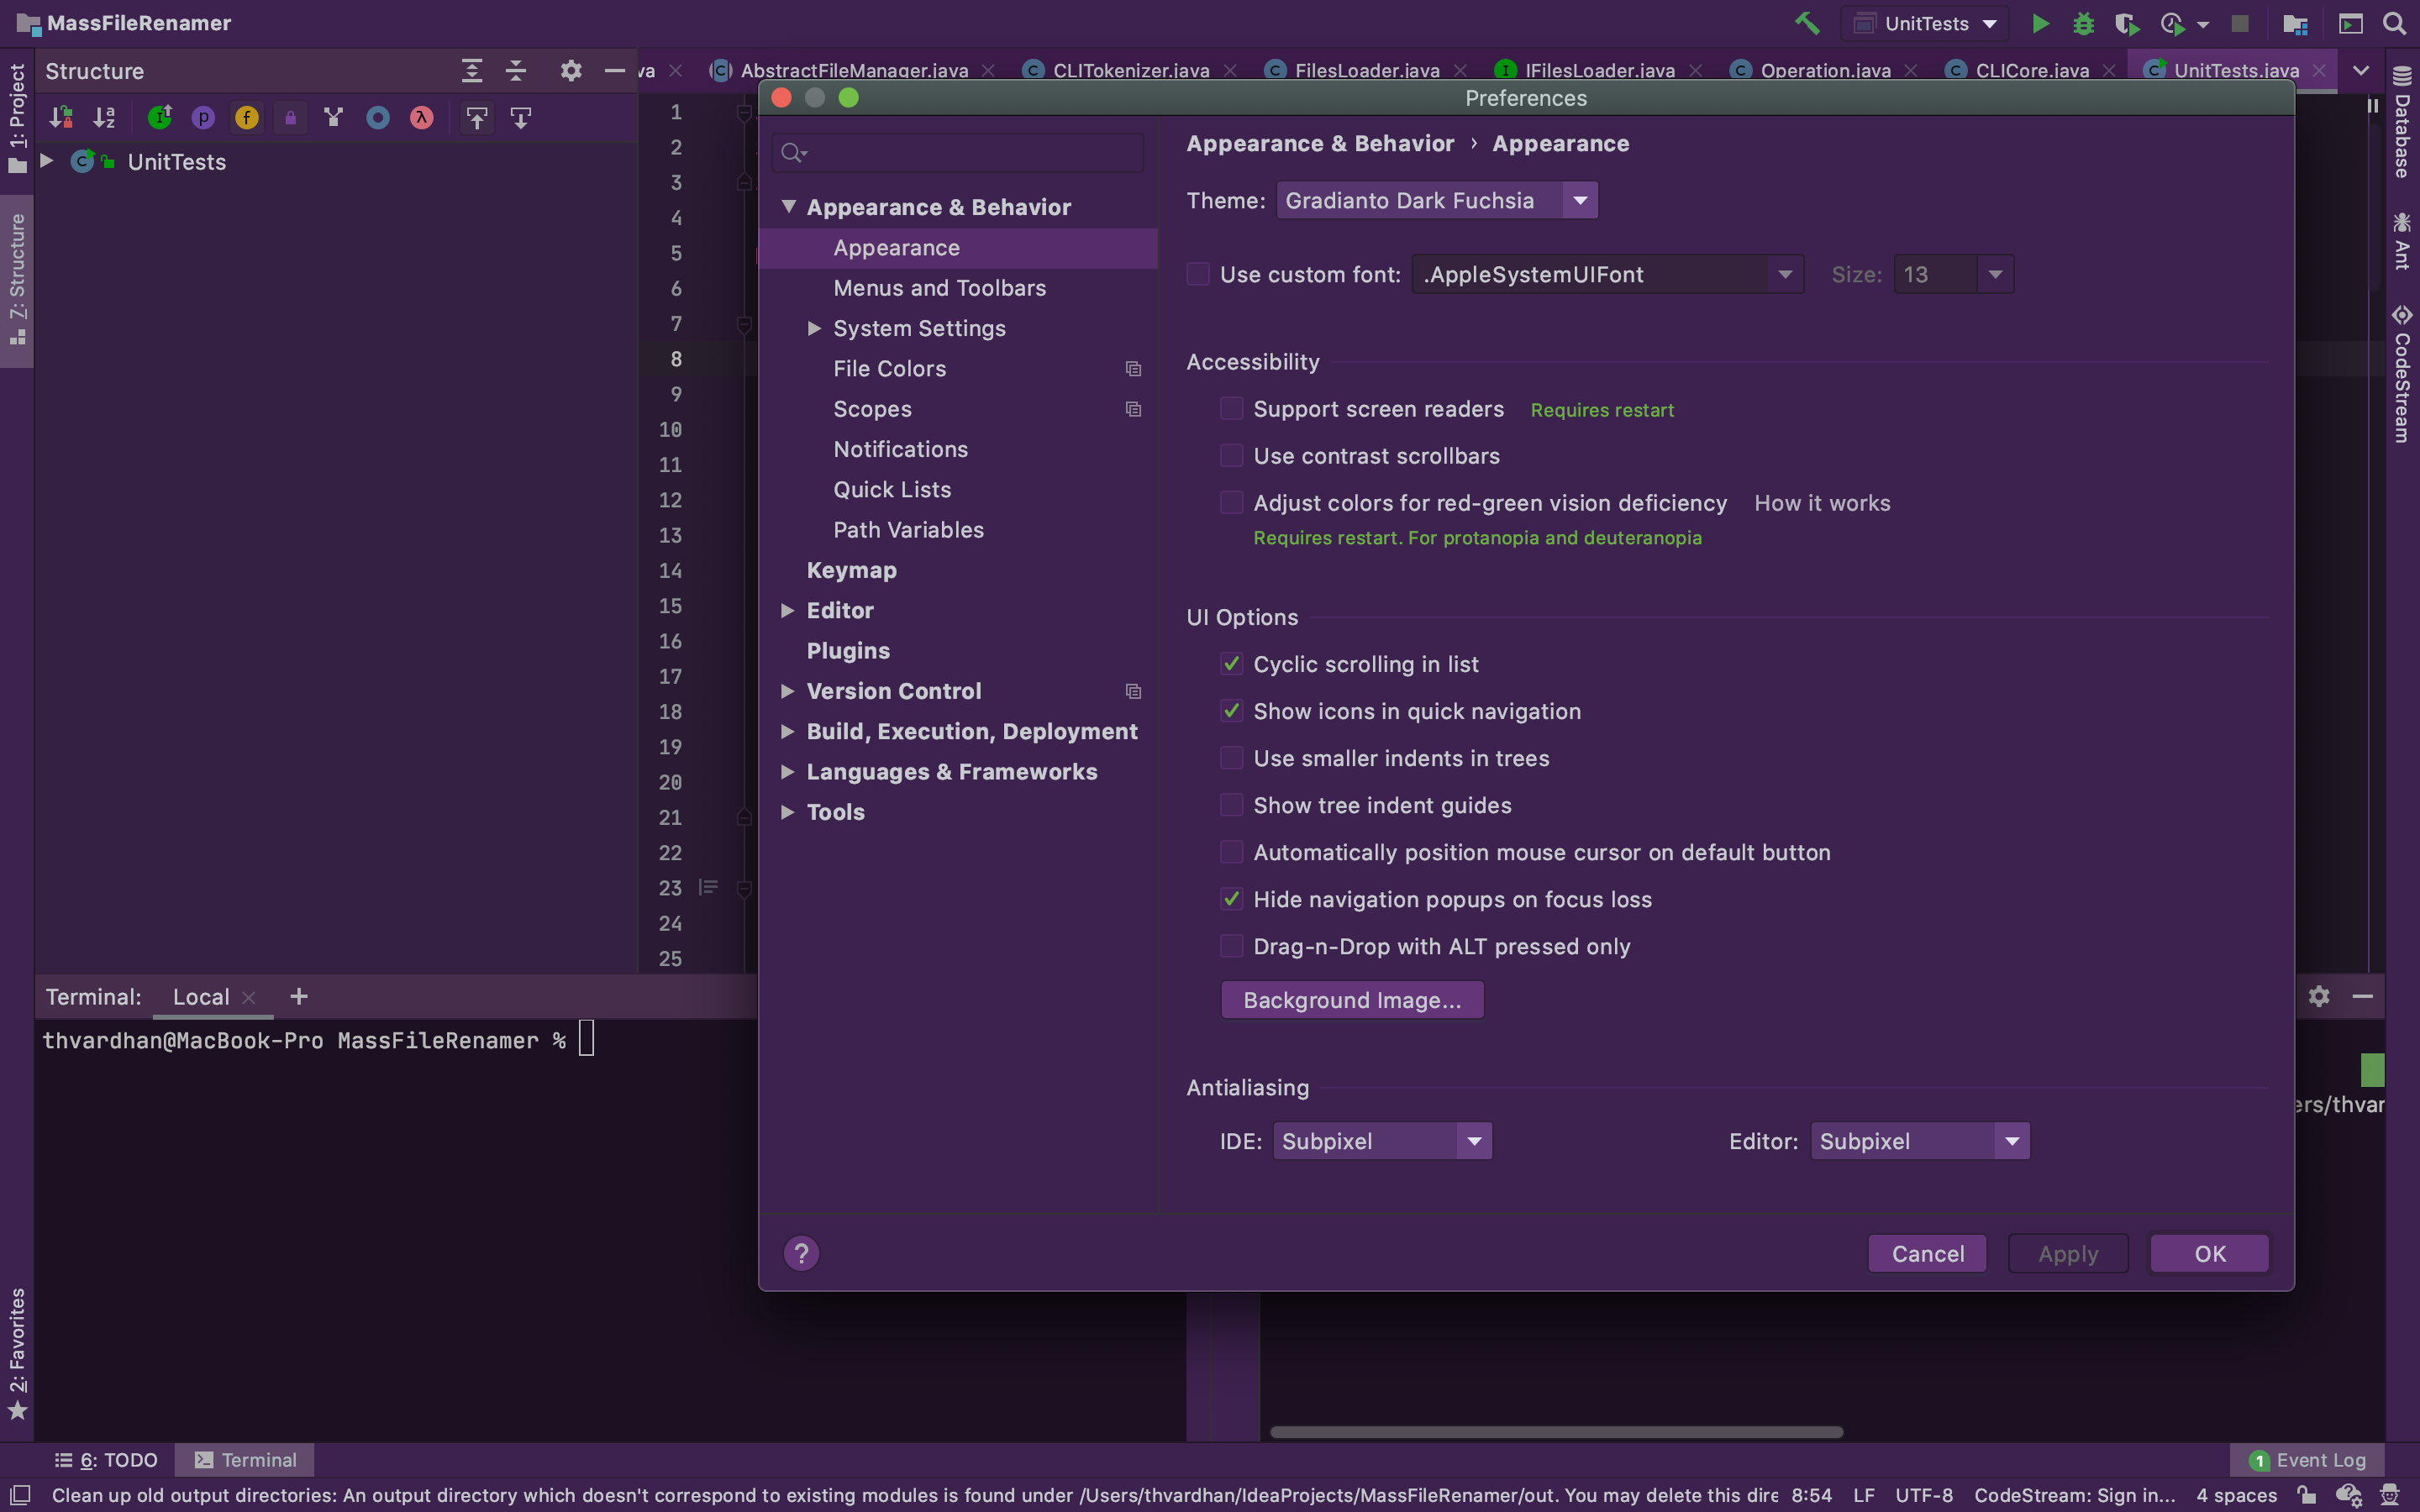 MassFileRenamer
UnitTests
1: Project
Structure
va
AbstractFileManager.java
CLITokenizer.java
FilesLoader.java
IFilesLoader.java
Operation.java
CLICore.java
UnitTests.java
UnitTests
7: Structure
2: Favorites
Database
Ant
CodeStream
1
2
3
4
5
6
7
8
9
10
11
12
13
14
15
16
17
18
19
20
21
22
23
24
25
Preferences
Appearance & Behavior
Appearance
Menus and Toolbars
System Settings
File Colors
Scopes
Notifications
Quick Lists
Path Variables
Keymap
Editor
Plugins
Version Control
Build, Execution, Deployment
Languages & Frameworks
Tools
Appearance & Behavior › Appearance
Theme: Gradianto Dark Fuchsia
Use custom font: .AppleSystemUIFont Size: 13
Accessibility
Support screen readers Requires restart
Use contrast scrollbars
Adjust colors for red-green vision deficiency How it works
Requires restart. For protanopia and deuteranopia
UI Options
Cyclic scrolling in list
Show icons in quick navigation
Use smaller indents in trees
Show tree indent guides
Automatically position mouse cursor on default button
Hide navigation popups on focus loss
Drag-n-Drop with ALT pressed only
Background Image...
Antialiasing
IDE: Subpixel Editor: Subpixel
? Cancel Apply OK
Terminal: Local +
thvardhan@MacBook-Pro MassFileRenamer %
ers/thvar
6: TODO Terminal
1 Event Log
Clean up old output directories: An output directory which doesn't correspond to existing modules is found under /Users/thvardhan/IdeaProjects/MassFileRenamer/out. You may delete this dire 8:54 LF UTF-8 CodeStream: Sign in... 4 spaces